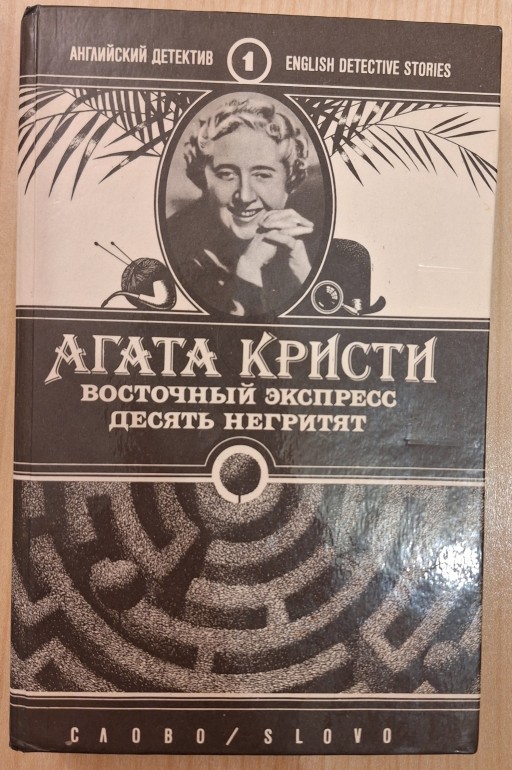 АНГЛИЙСКИЙ ДЕТЕКТИВ 1 ENGLISH DETECTIVE STORIES
АГАТА КРИСТИ
ВОСТОЧНЫЙ ЭКСПРЕСС
ДЕСЯТЬ НЕГРИТЯТ
СЛОВО / SLOVO